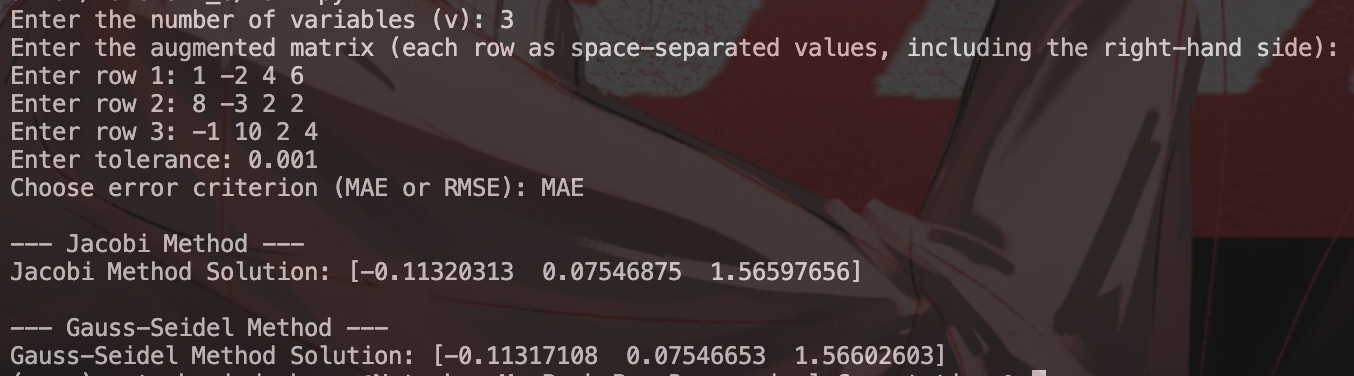 Enter the number of variables (v): 3
Enter the augmented matrix (each row as space-separated values, including the right-hand side):
Enter row 1: 1 -2 4 6
Enter row 2: 8 -3 2 2
Enter row 3: -1 10 2 4
Enter tolerance: 0.001
Choose error criterion (MAE or RMSE): MAE
--- Jacobi Method ---
Jacobi Method Solution: [-0.11320313  0.07546875  1.56597656]
--- Gauss-Seidel Method ---
Gauss-Seidel Method Solution: [-0.11317108  0.07546653  1.56602603]